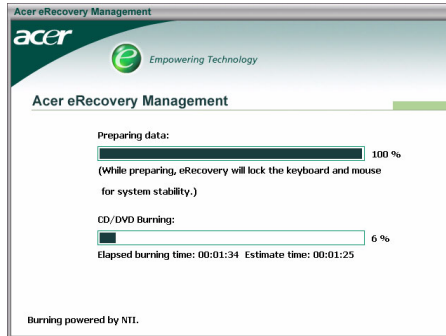 Acer eRecovery Management
acer
e
Empowering Technology
Acer eRecovery Management
Preparing data:
100 %
(While preparing, eRecovery will lock the keyboard and mouse
for system stability.)
CD/DVD Burning:
6 %
Elapsed burning time: 00:01:34 Estimate time: 00:01:25
Burning powered by NTI.